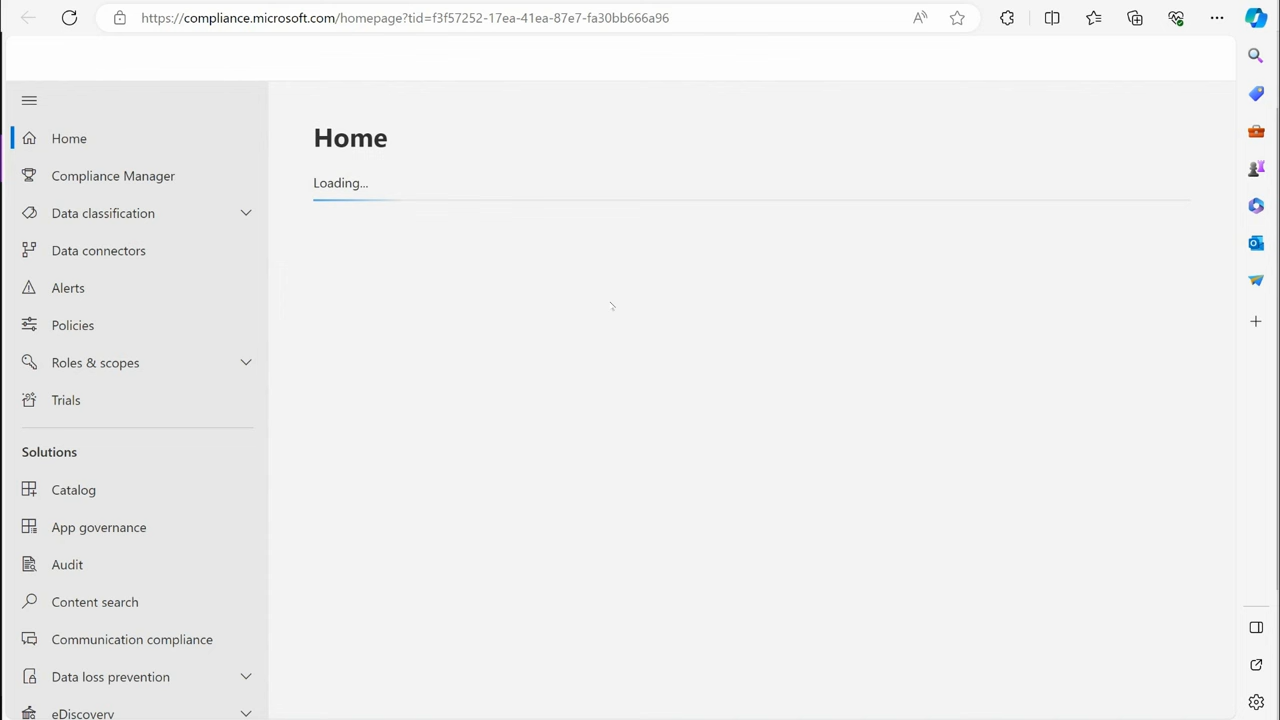 https://compliance.microsoft.com/homepage?tid=f3f57252-17ea-41ea-87e7-fa30bb666a96
Home
Compliance Manager
Data classification
Data connectors
Alerts
Policies
Roles & scopes
Trials
Solutions
Catalog
App governance
Audit
Content search
Communication compliance
Data loss prevention
eDiscovery
Home
Loading...